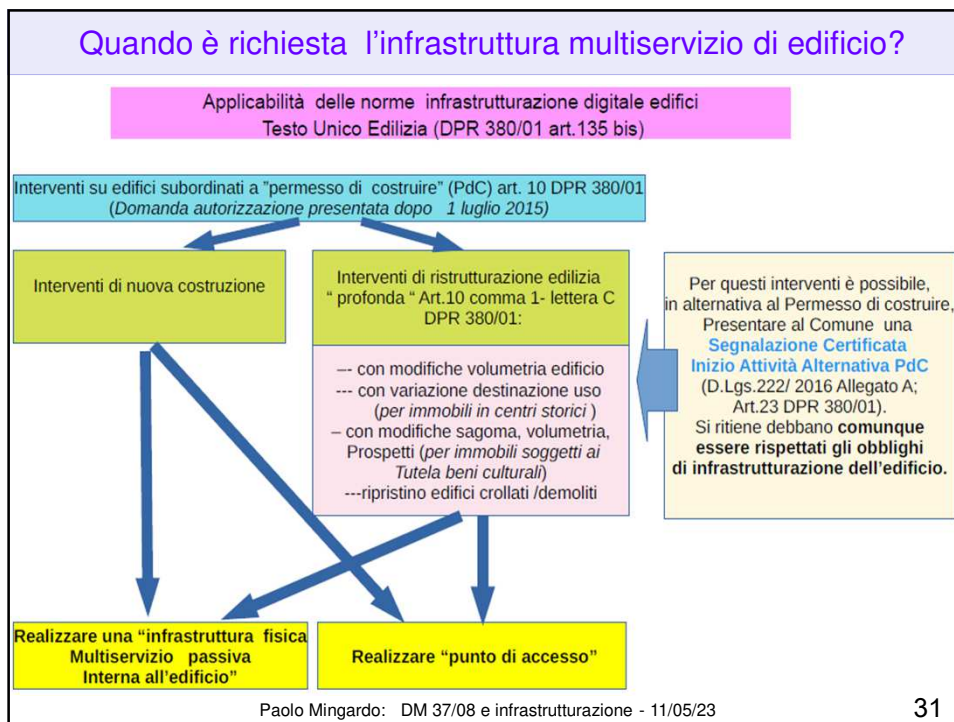 Quando è richiesta l'infrastruttura multiservizio di edificio?
Applicabilità delle norme infrastrutturazione digitale edifici
Testo Unico Edilizia (DPR 380/01 art.135 bis)
Interventi su edifici subordinati a "permesso di costruire" (PdC) art. 10 DPR 380/01
(Domanda autorizzazione presentata dopo 1 luglio 2015)
Interventi di nuova costruzione
Interventi di ristrutturazione edilizia
" profonda " Art.10 comma 1- lettera C
DPR 380/01:
–- con modifiche volumetria edificio
--- con variazione destinazione uso
(per immobili in centri storici )
– con modifiche sagoma, volumetria,
Prospetti (per immobili soggetti ai
Tutela beni culturali)
---ripristino edifici crollati /demoliti
Per questi interventi è possibile,
in alternativa al Permesso di costruire,
Presentare al Comune una
Segnalazione Certificata
Inizio Attività Alternativa PdC
(D.Lgs.222/ 2016 Allegato A;
Art.23 DPR 380/01).
Si ritiene debbano comunque
essere rispettati gli obblighi
di infrastrutturazione dell'edificio.
Realizzare una "infrastruttura fisica
Multiservizio passiva
Interna all'edificio"
Realizzare "punto di accesso"
Paolo Mingardo: DM 37/08 e infrastrutturazione - 11/05/23
31